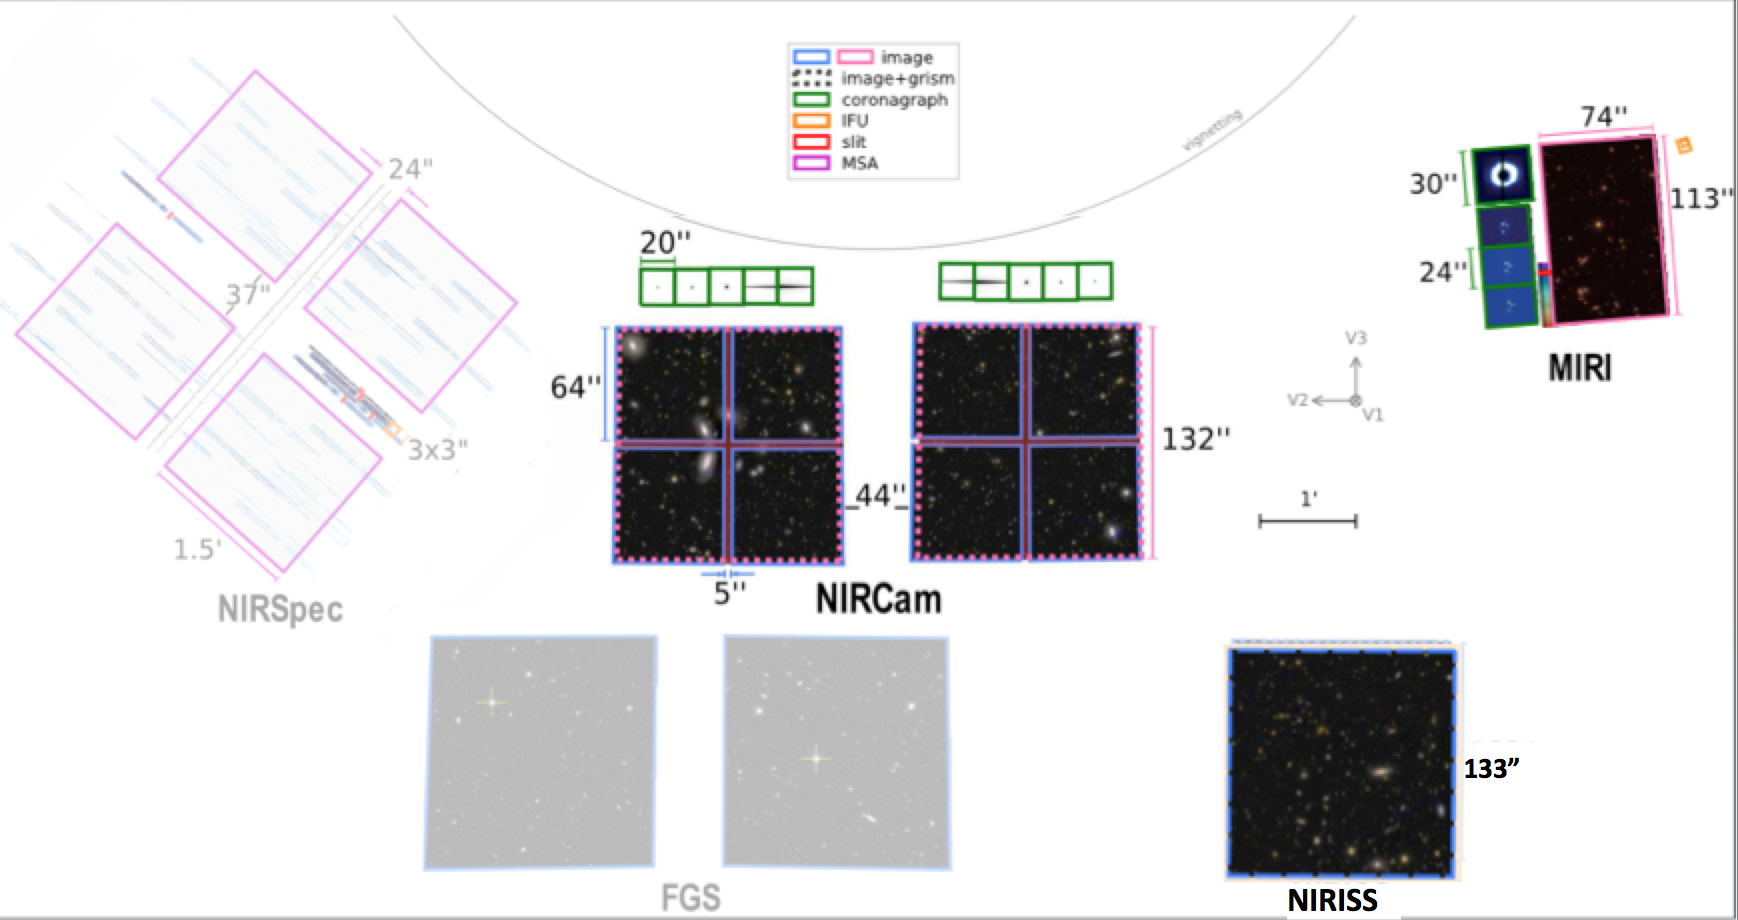 image
image+grism
coronagraph
IFU
slit
MSA
vignetting
24"
37"
3x3"
1.5'
NIRSpec
20"
64"
44"
132"
5"
NIRCam
74"
30"
113"
24"
MIRI
V3
V2
V1
1'
FGS
133”
NIRISS